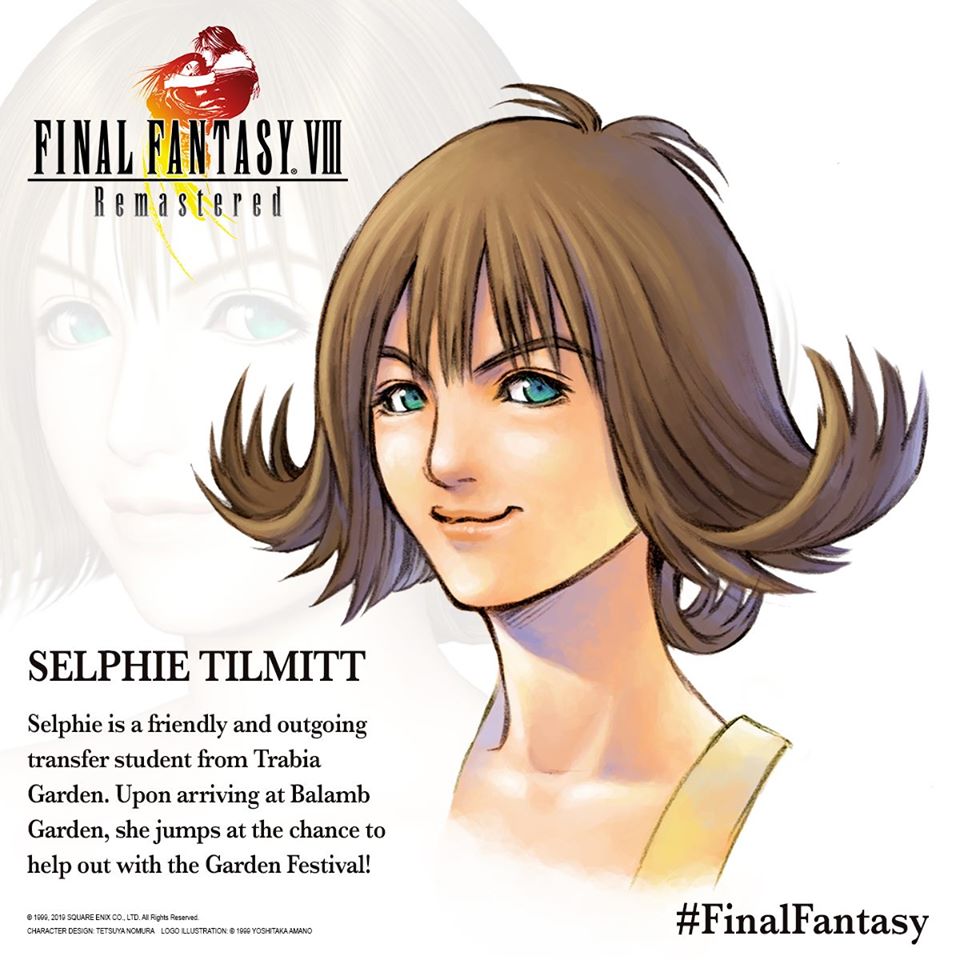 FINAL FANTASY® VIII
Remastered
SELPHIE TILMITT
Selphie is a friendly and outgoing
transfer student from Trabia
Garden. Upon arriving at Balamb
Garden, she jumps at the chance to
help out with the Garden Festival!
© 1999, 2019 SQUARE ENIX CO., LTD. All Rights Reserved.
CHARACTER DESIGN: TETSUYA NOMURA LOGO ILLUSTRATION: © 1999 YOSHITAKA AMANO
#FinalFantasy